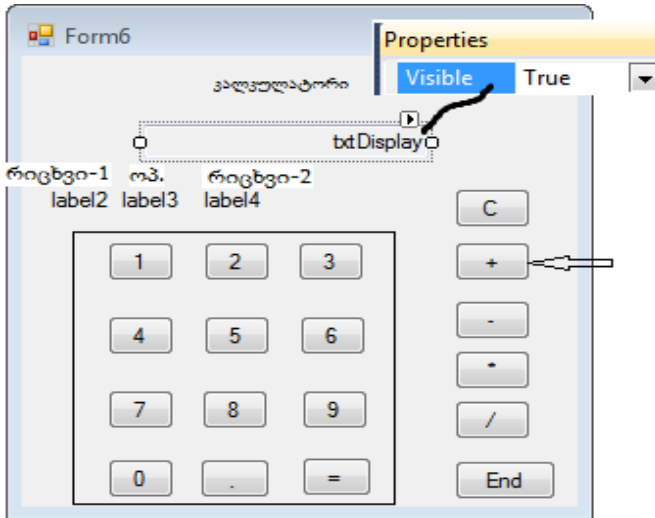 Form6
Properties
Visible True
კალკულატორი
txtDisplay
რიცხვი-1 ოპ. რიცხვი-2
label2 label3 label4
C
1 2 3 +
4 5 6 -
*
7 8 9 /
0 . = End